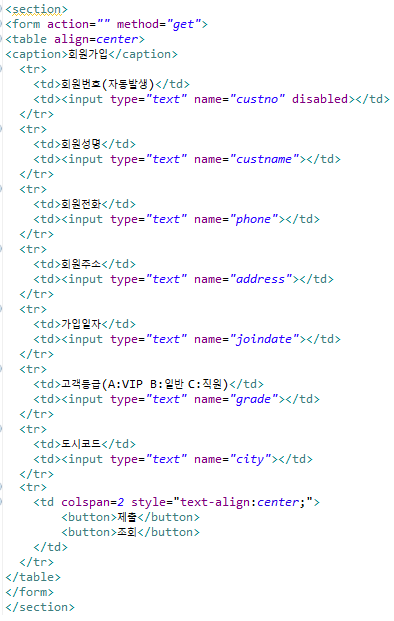 <section>
<form action="" method="get">
<table align=center>
<caption>회원가입</caption>
<tr>
<td>회원번호(자동발생)</td>
<td><input type="text" name="custno" disabled></td>
</tr>
<tr>
<td>회원성명</td>
<td><input type="text" name="custname"></td>
</tr>
<tr>
<td>회원전화</td>
<td><input type="text" name="phone"></td>
</tr>
<tr>
<td>회원주소</td>
<td><input type="text" name="address"></td>
</tr>
<tr>
<td>가입일자</td>
<td><input type="text" name="joindate"></td>
</tr>
<tr>
<td>고객등급(A:VIP B:일반 C:직원)</td>
<td><input type="text" name="grade"></td>
</tr>
<tr>
<td>도시코드</td>
<td><input type="text" name="city"></td>
</tr>
<tr>
<td colspan=2 style="text-align:center;">
<button>제출</button>
<button>조회</button>
</td>
</tr>
</table>
</form>
</section>